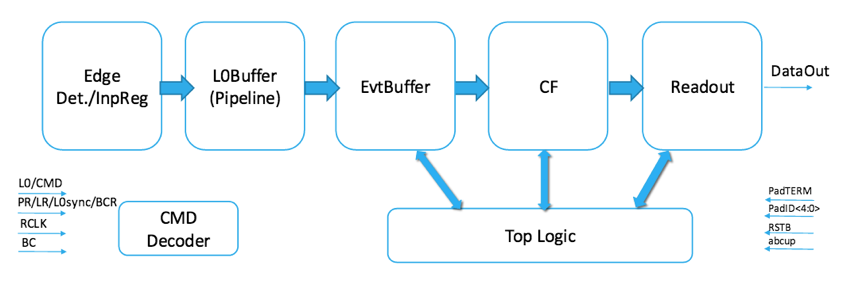 Edge
Det./InpReg
L0Buffer
(Pipeline)
EvtBuffer
CF
Readout
DataOut
L0/CMD
PR/LR/L0sync/BCR
RCLK
BC
CMD
Decoder
Top Logic
PadTERM
PadID<4:0>
RSTB
abcup